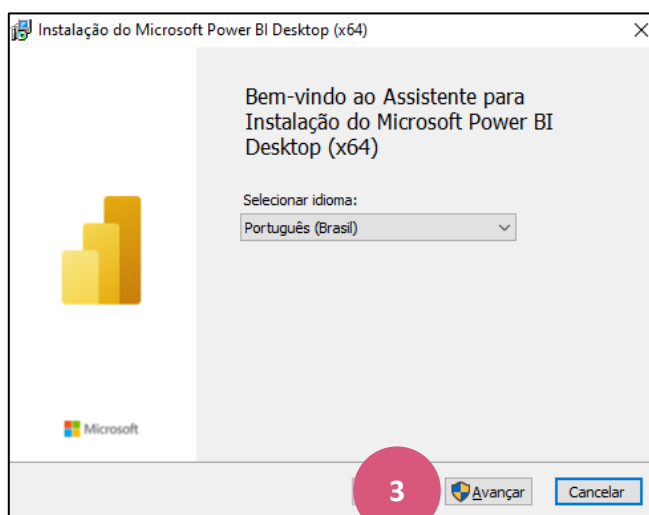 Instalação do Microsoft Power BI Desktop (x64)
Bem-vindo ao Assistente para
Instalação do Microsoft Power BI
Desktop (x64)
Selecionar idioma:
Português (Brasil)
Microsoft
3
Avançar
Cancelar